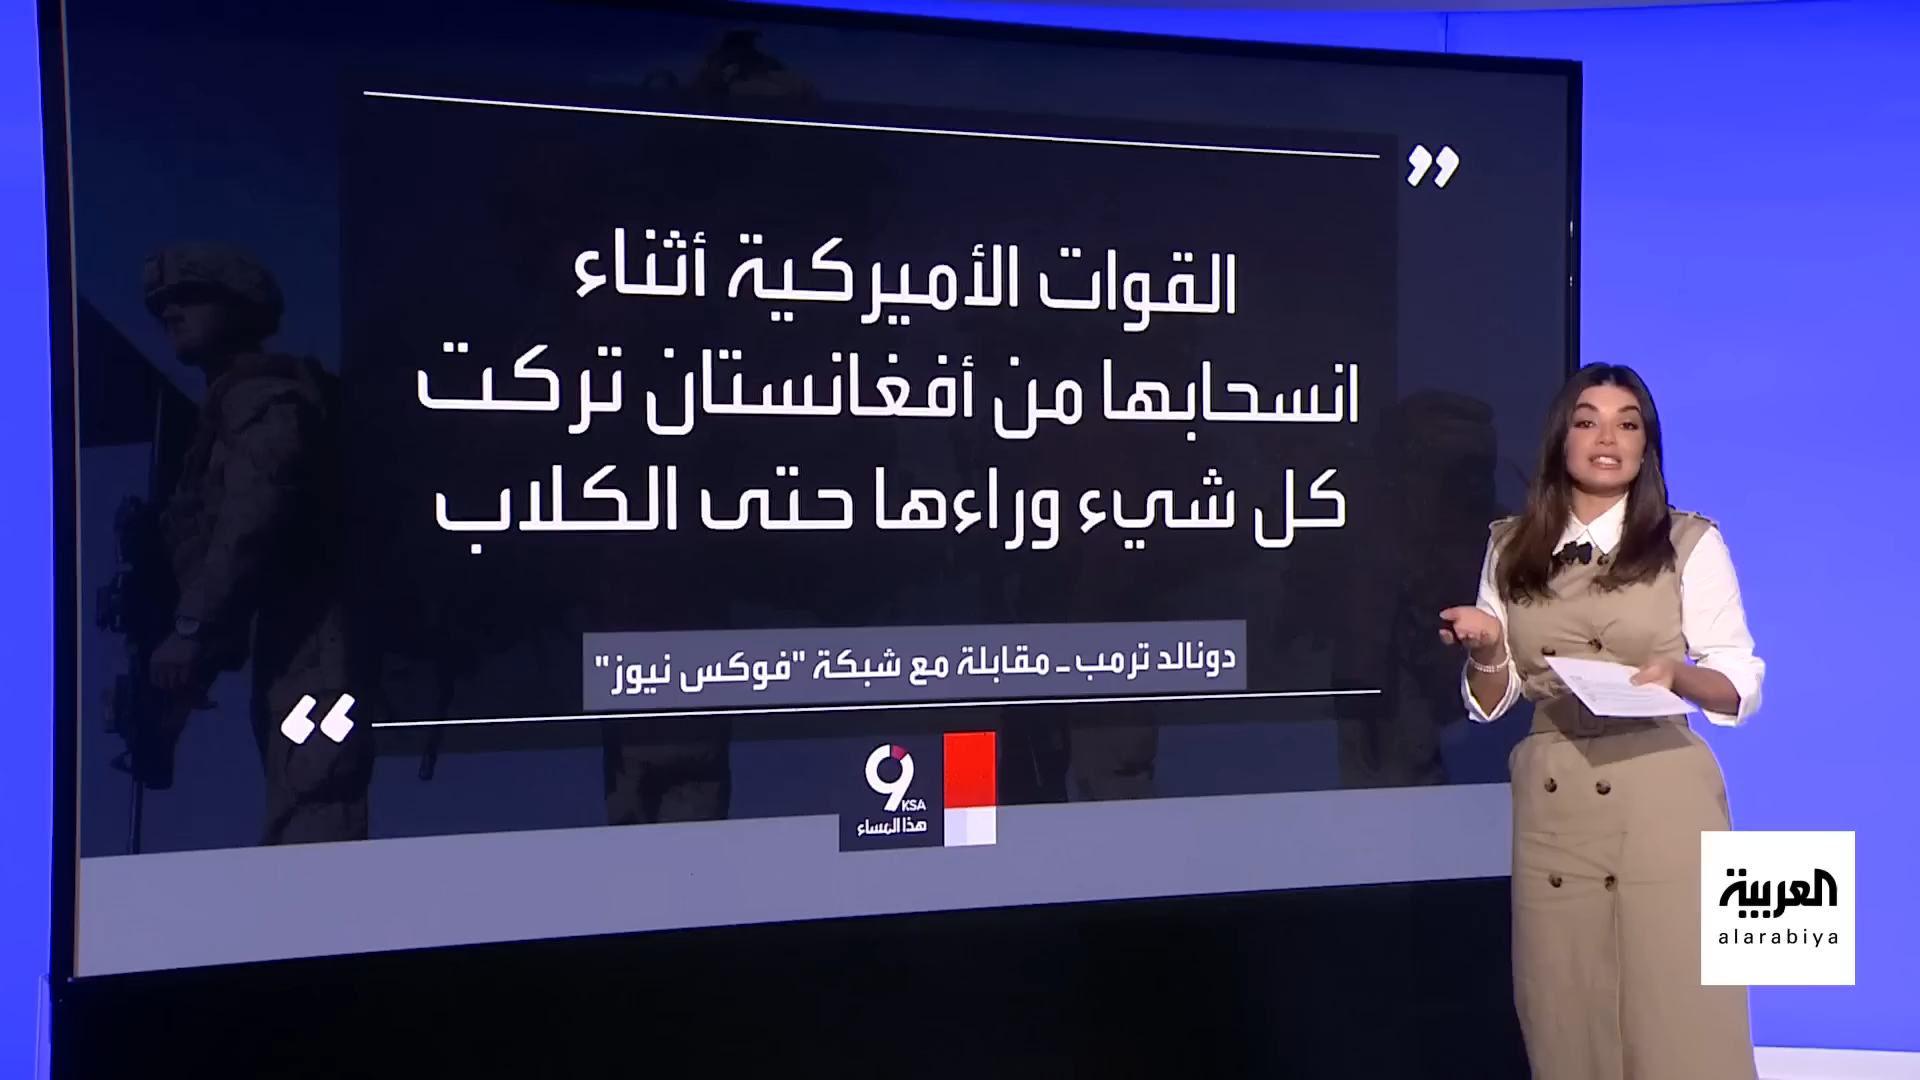 القوات الأميركية أثناء
انسحابها من أفغانستان تركت
كل شيء وراءها حتى الكلاب
دونالد ترمب - مقابلة مع شبكة "فوكس نيوز"
9
KSA
هذا المساء
العربية
alarabiya